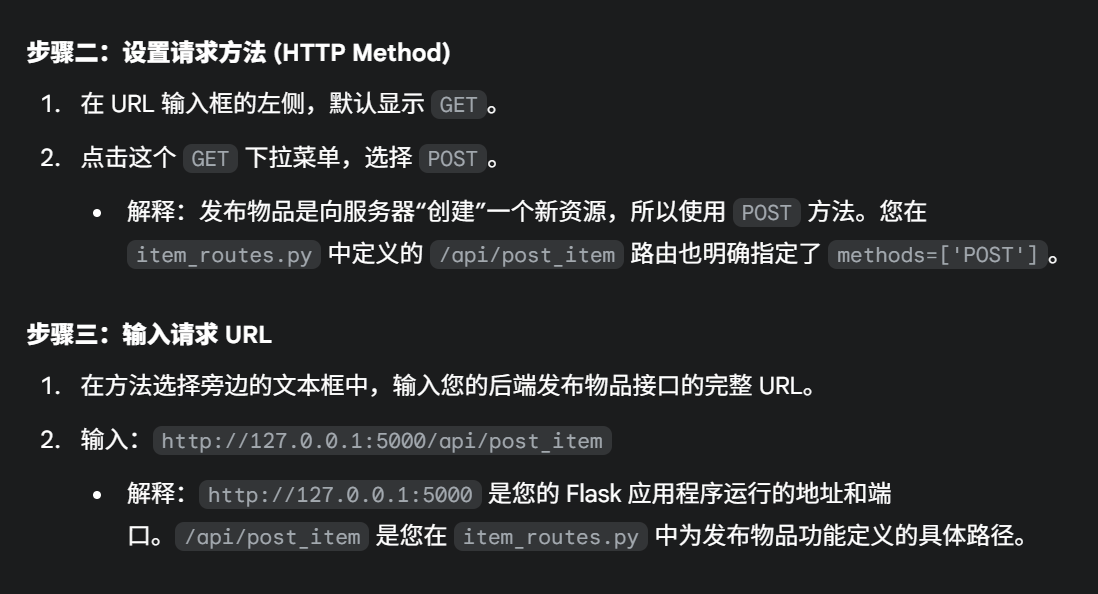 步骤二：设置请求方法 (HTTP Method)
1. 在 URL 输入框的左侧，默认显示 GET 。
2. 点击这个 GET 下拉菜单，选择 POST 。
• 解释：发布物品是向服务器“创建”一个新资源，所以使用 POST 方法。您在
item_routes.py 中定义的 /api/post_item 路由也明确指定了 methods=['POST'] 。
步骤三：输入请求 URL
1. 在方法选择旁边的文本框中，输入您的后端发布物品接口的完整 URL。
2. 输入： http://127.0.0.1:5000/api/post_item
• 解释： http://127.0.0.1:5000 是您的 Flask 应用程序运行的地址和端
口。 /api/post_item 是您在 item_routes.py 中为发布物品功能定义的具体路径。